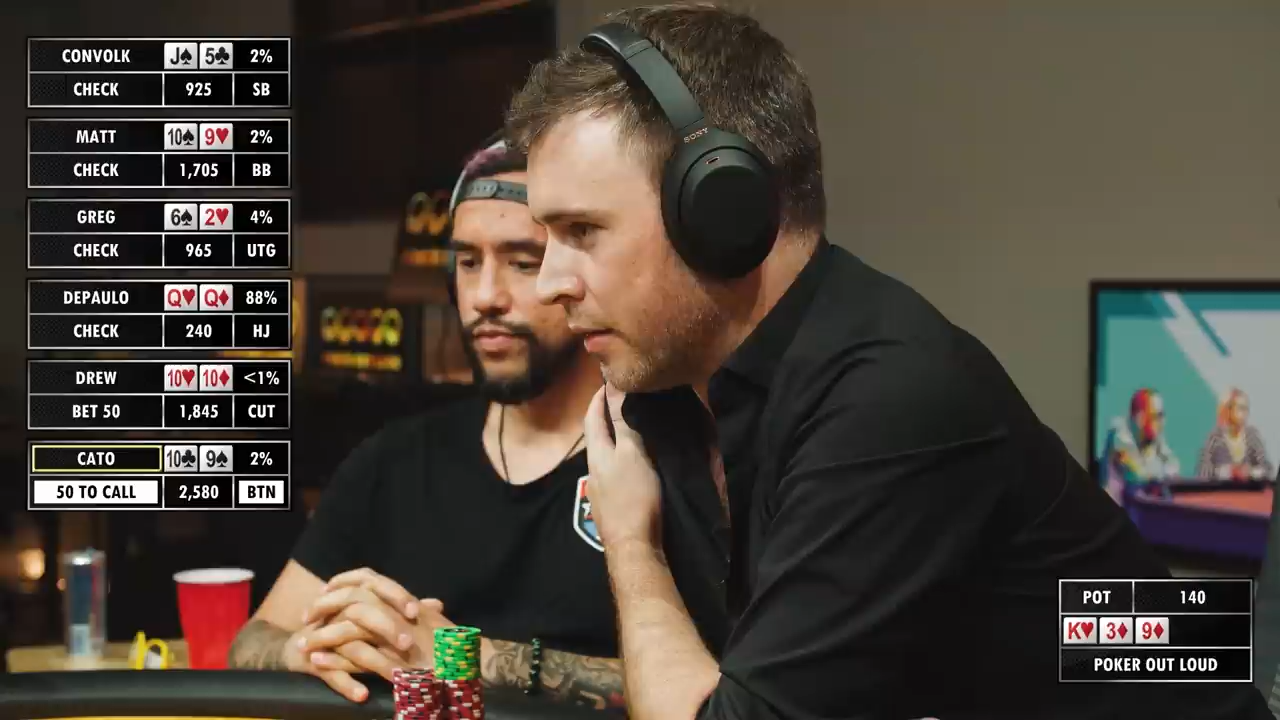 CONVOLK J♠ 5♣ 2%
CHECK 925 SB
MATT 10♠ 9♥ 2%
CHECK 1,705 BB
GREG 6♠ 2♥ 4%
CHECK 965 UTG
DEPAULO Q♥ Q♦ 88%
CHECK 240 HJ
DREW 10♥ 10♦ <1%
BET 50 1,845 CUT
CATO 10♣ 9♠ 2%
50 TO CALL 2,580 BTN
SONY
POT 140
K♥ 3♦ 9♦
POKER OUT LOUD